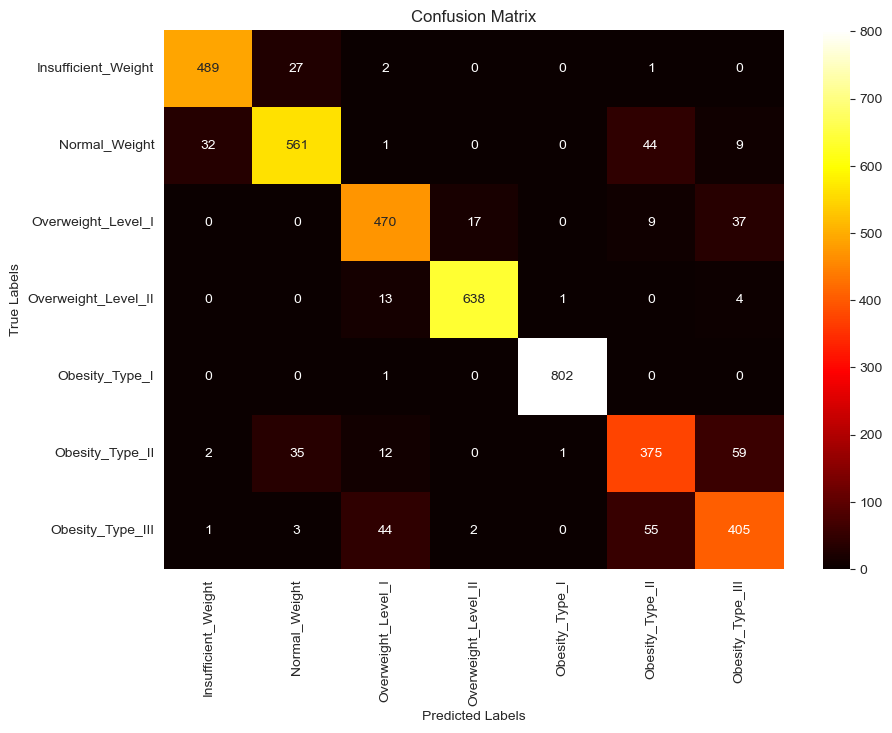 Confusion Matrix
True Labels
Insufficient_Weight 489 27 2 0 0 1 0
Normal_Weight 32 561 1 0 0 44 9
Overweight_Level_I 0 0 470 17 0 9 37
Overweight_Level_II 0 0 13 638 1 0 4
Obesity_Type_I 0 0 1 0 802 0 0
Obesity_Type_II 2 35 12 0 1 375 59
Obesity_Type_III 1 3 44 2 0 55 405
Insufficient_Weight
Normal_Weight
Overweight_Level_I
Overweight_Level_II
Obesity_Type_I
Obesity_Type_II
Obesity_Type_III
Predicted Labels
800
700
600
500
400
300
200
100
0